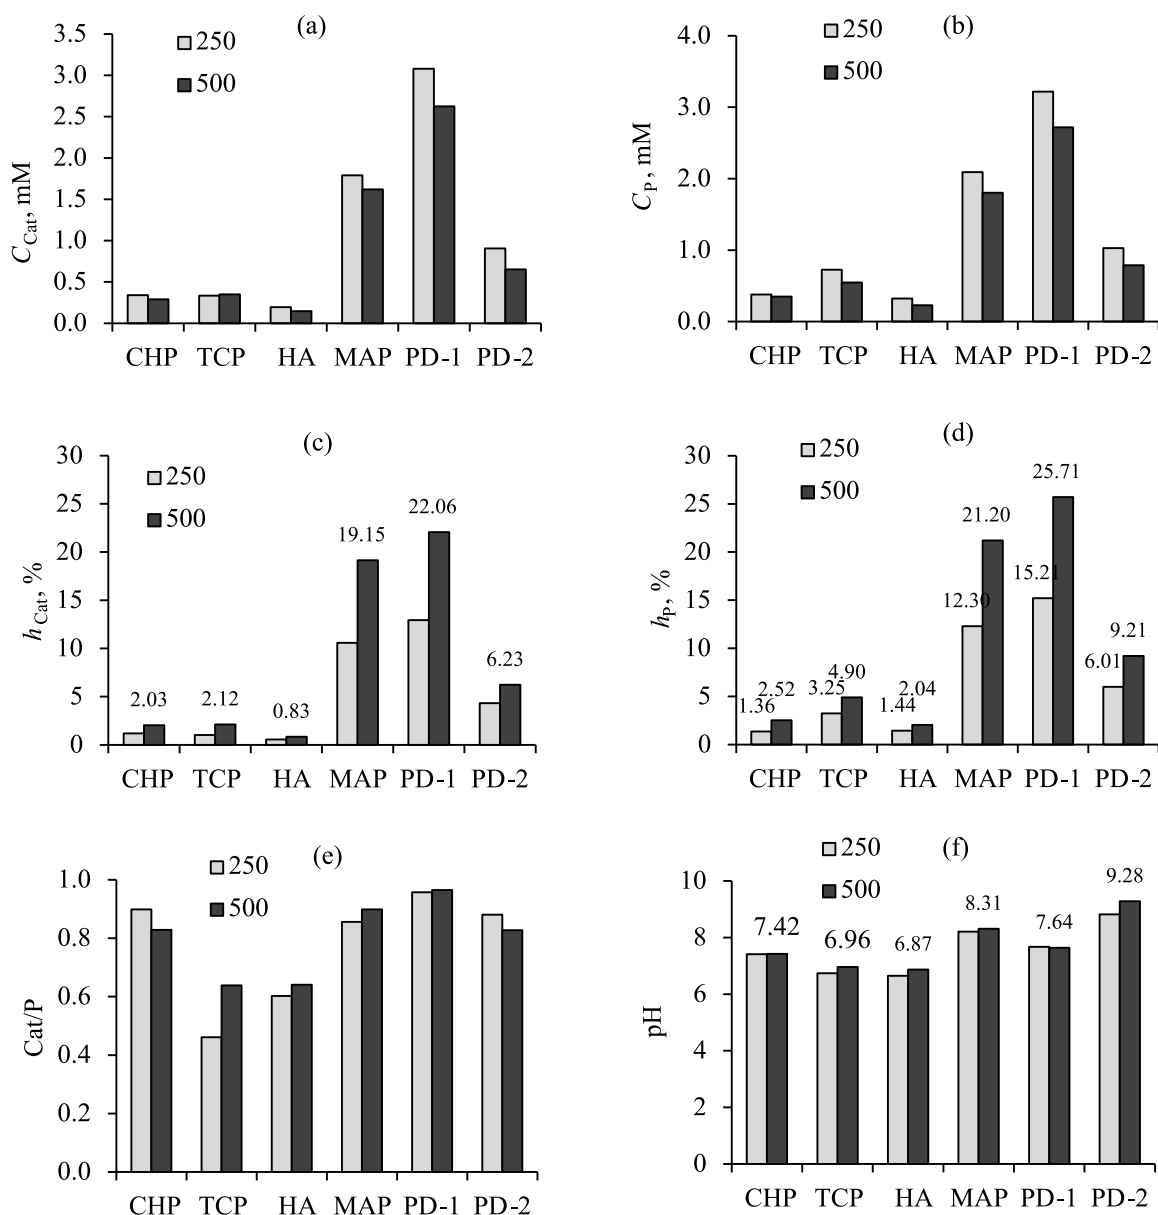 (a)
250
500
3.5
3.0
2.5
2.0
1.5
1.0
0.5
0.0
C Cat, mM
CHP TCP HA MAP PD-1 PD-2
(b)
250
500
4.0
3.0
2.0
1.0
0.0
C P, mM
CHP TCP HA MAP PD-1 PD-2
(c)
250
500
30
25
20
15
10
5
0
h Cat, %
2.03 2.12 0.83 19.15 22.06 6.23
CHP TCP HA MAP PD-1 PD-2
(d)
250
500
30
25
20
15
10
5
0
h P, %
1.36 2.52 3.25 4.90 1.44 2.04 12.30 21.20 15.21 25.71 6.01 9.21
CHP TCP HA MAP PD-1 PD-2
(e)
250
500
1.0
0.8
0.6
0.4
0.2
0.0
Cat/P
CHP TCP HA MAP PD-1 PD-2
(f)
250
500
10
8
6
4
2
0
pH
7.42 6.96 6.87 8.31 7.64 9.28
CHP TCP HA MAP PD-1 PD-2